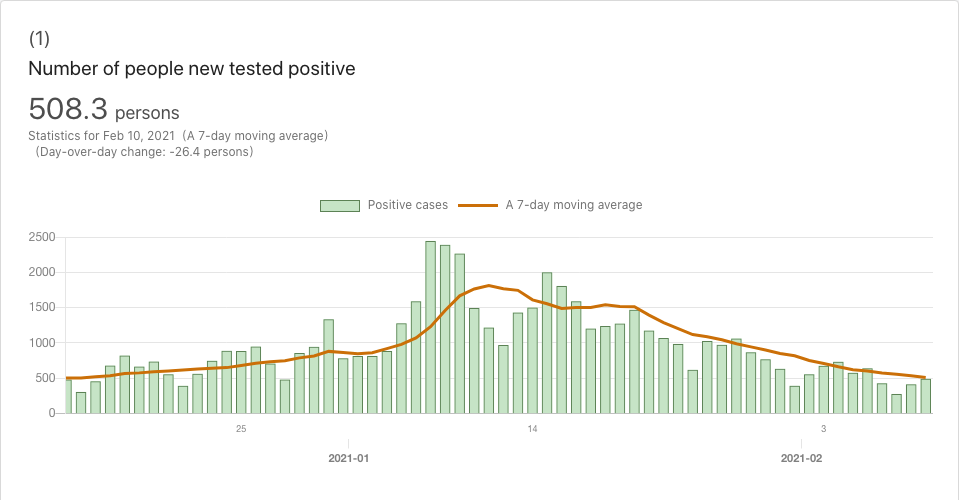 (1)
Number of people new tested positive
508.3 persons
Statistics for Feb 10, 2021 (A 7-day moving average)
(Day-over-day change: -26.4 persons)
Positive cases A 7-day moving average
2500
2000
1500
1000
500
0
25 14 3
2021-01 2021-02